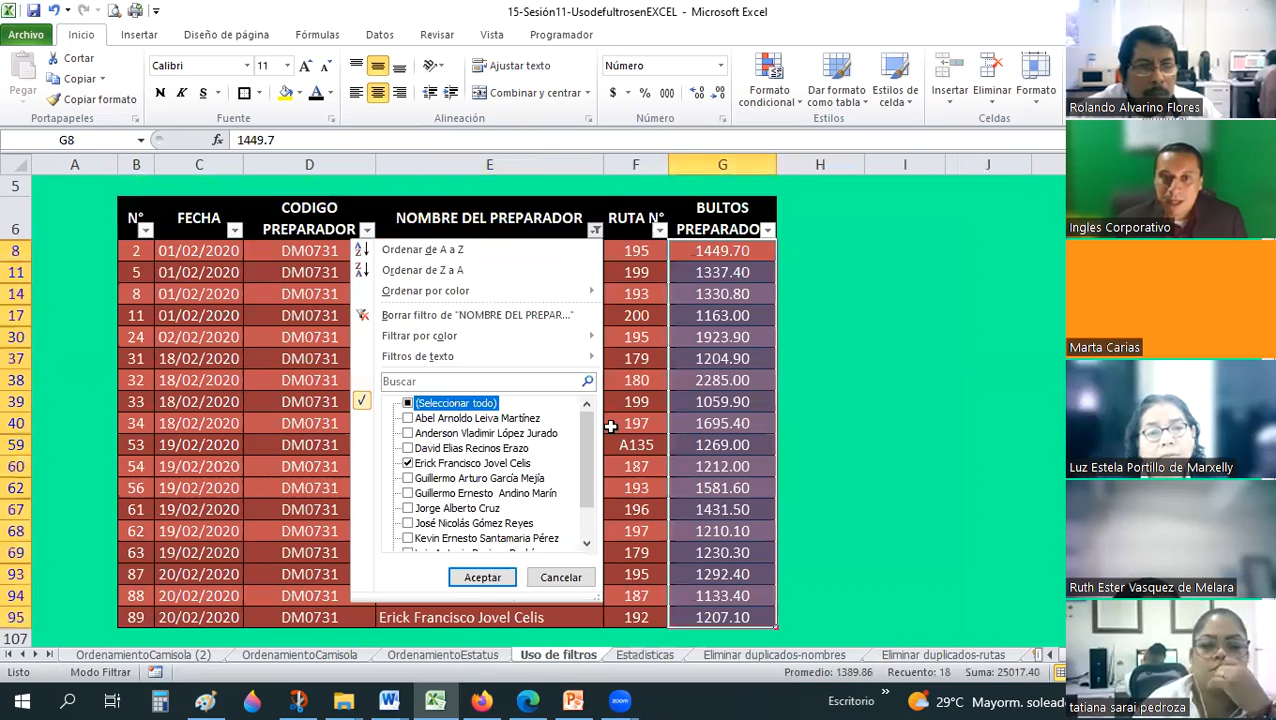 15-Sesión11-UsodefultrosenEXCEL - Microsoft Excel
Archivo Inicio Insertar Diseño de página Fórmulas Datos Revisar Vista Programador
Pegar
Cortar
Copiar
Copiar formato
Portapapeles
Calibri 11
N K S
Fuente
Ajustar texto
Combinar y centrar
Alineación
Número
$ % 000
Número
Formato condicional
Dar formato como tabla
Estilos de celda
Estilos
Insertar Eliminar Formato
Celdas
G8 fx 1449.7
A B C D E F G H I J
5
6 N° FECHA CODIGO PREPARADOR NOMBRE DEL PREPARADOR RUTA N° BULTOS PREPARADO
8 2 01/02/2020 DM0731 195 1449.70
11 5 01/02/2020 DM0731 199 1337.40
14 8 01/02/2020 DM0731 193 1330.80
17 11 01/02/2020 DM0731 200 1163.00
30 24 02/02/2020 DM0731 195 1923.90
37 31 18/02/2020 DM0731 179 1204.90
38 32 18/02/2020 DM0731 180 2285.00
39 33 18/02/2020 DM0731 199 1059.90
40 34 18/02/2020 DM0731 197 1695.40
59 53 19/02/2020 DM0731 A135 1269.00
60 54 19/02/2020 DM0731 187 1212.00
62 56 19/02/2020 DM0731 193 1581.60
67 61 19/02/2020 DM0731 196 1431.50
68 62 19/02/2020 DM0731 197 1210.10
69 63 19/02/2020 DM0731 179 1230.30
93 87 20/02/2020 DM0731 195 1292.40
94 88 20/02/2020 DM0731 187 1133.40
95 89 20/02/2020 DM0731 Erick Francisco Jovel Celis 192 1207.10
107
Ordenar de A a Z
Ordenar de Z a A
Ordenar por color
Borrar filtro de "NOMBRE DEL PREPAR..."
Filtrar por color
Filtros de texto
Buscar
(Seleccionar todo)
Abel Arnoldo Leiva Martínez
Anderson Vladimir López Jurado
David Elias Recinos Erazo
Erick Francisco Jovel Celis
Guillermo Arturo García Mejía
Guillermo Ernesto Andino Marín
Jorge Alberto Cruz
José Nicolás Gómez Reyes
Kevin Ernesto Santamaria Pérez
Aceptar Cancelar
OrdenamientoCamisola (2) OrdenamientoCamisola OrdenamientoEstatus Uso de filtros Estadisticas Eliminar duplicados-nombres Eliminar duplicados-rutas
Listo Modo Filtrar Promedio: 1389.86 Recuento: 18 Suma: 25017.40
Escritorio » 29°C Mayorm. soleado
Rolando Alvarino Flores
Ingles Corporativo
Marta Carias
Luz Estela Portillo de Marxelly
Ruth Ester Vasquez de Melara
tatiana sarai pedroza